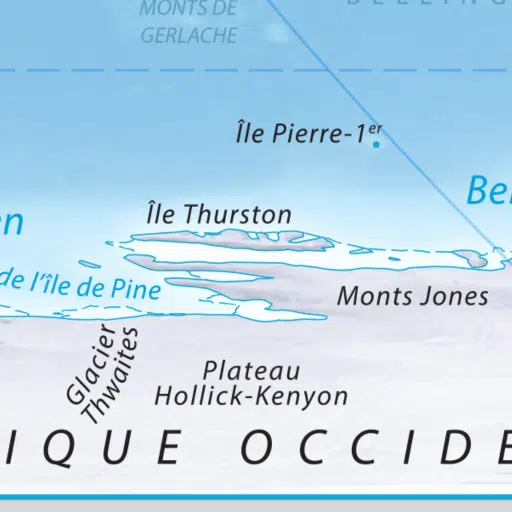 MONTS DE
GERLACHE
Île Pierre-1er
Île Thurston
de l'île de Pine
Monts Jones
Glacier
Thwaites
Plateau
Hollick-Kenyon
IQUE OCCIDE